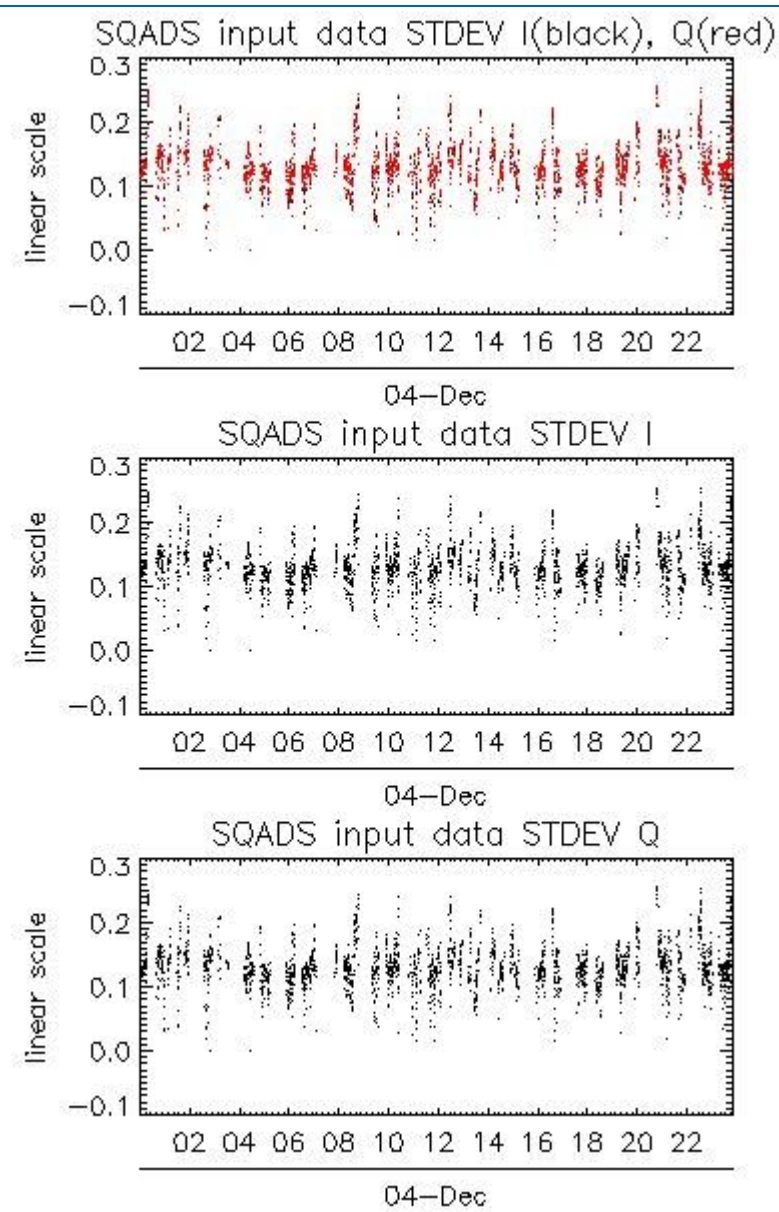 SQADS input data STDEV I(black), Q(red)
0.3
0.2
0.1
0.0
−0.1
linear scale
02 04 06 08 10 12 14 16 18 20 22
04−Dec
SQADS input data STDEV I
0.3
0.2
0.1
0.0
−0.1
linear scale
02 04 06 08 10 12 14 16 18 20 22
04−Dec
SQADS input data STDEV Q
0.3
0.2
0.1
0.0
−0.1
linear scale
02 04 06 08 10 12 14 16 18 20 22
04−Dec